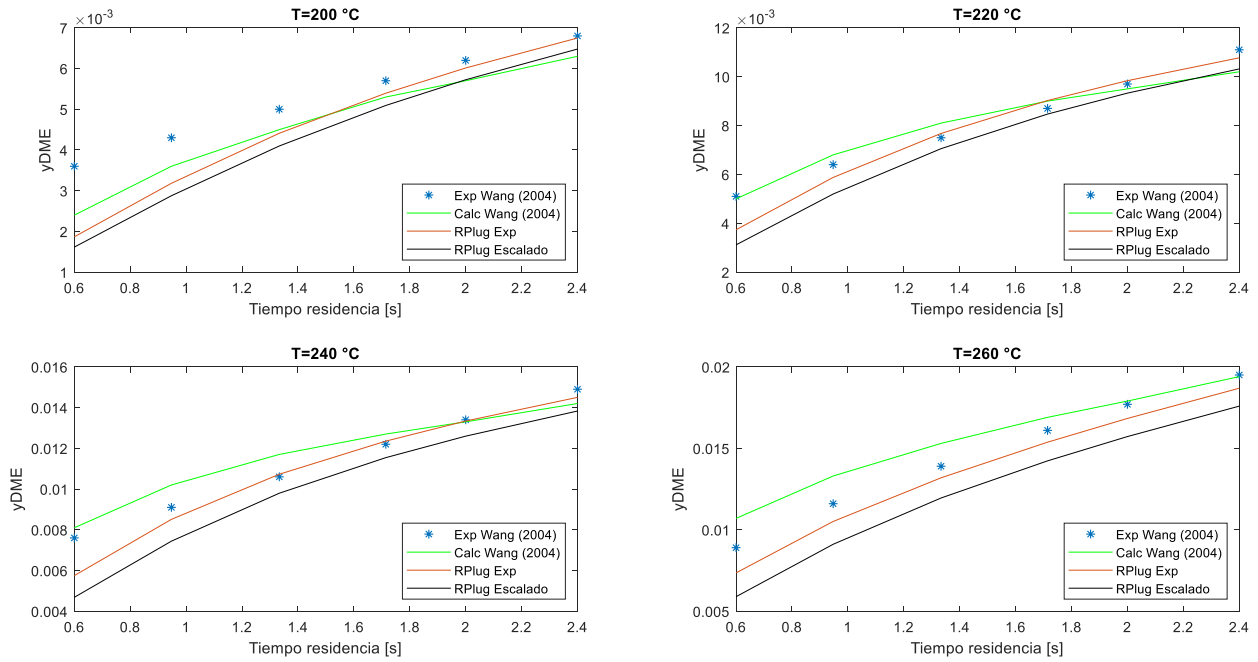 T=200 °C
×10⁻³
7
6
5
4
3
2
1
yDME
0.6 0.8 1 1.2 1.4 1.6 1.8 2 2.2 2.4
Tiempo residencia [s]
Exp Wang (2004)
Calc Wang (2004)
RPlug Exp
RPlug Escalado
T=220 °C
×10⁻³
12
10
8
6
4
2
yDME
0.6 0.8 1 1.2 1.4 1.6 1.8 2 2.2 2.4
Tiempo residencia [s]
Exp Wang (2004)
Calc Wang (2004)
RPlug Exp
RPlug Escalado
T=240 °C
0.016
0.014
0.012
0.01
0.008
0.006
0.004
yDME
0.6 0.8 1 1.2 1.4 1.6 1.8 2 2.2 2.4
Tiempo residencia [s]
Exp Wang (2004)
Calc Wang (2004)
RPlug Exp
RPlug Escalado
T=260 °C
0.02
0.015
0.01
0.005
yDME
0.6 0.8 1 1.2 1.4 1.6 1.8 2 2.2 2.4
Tiempo residencia [s]
Exp Wang (2004)
Calc Wang (2004)
RPlug Exp
RPlug Escalado